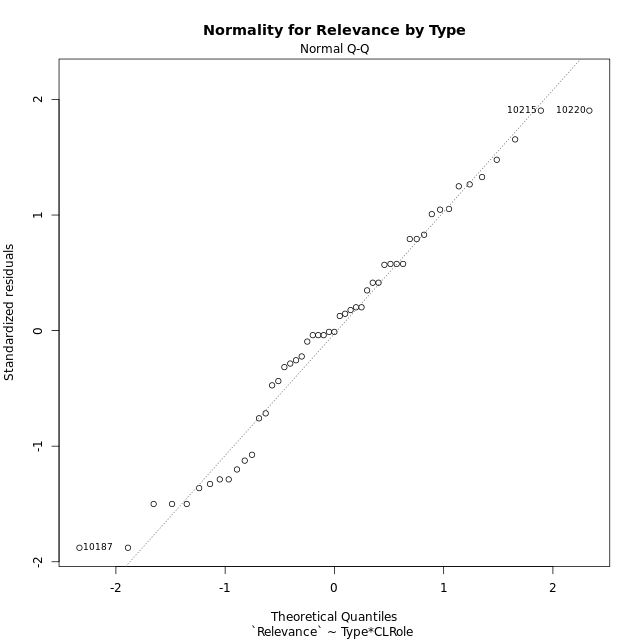 Normality for Relevance by Type
Normal Q-Q
Standardized residuals
2
1
0
-1
-2
10215
10220
10187
-2
-1
0
1
2
Theoretical Quantiles
`Relevance` ~ Type*CLRole